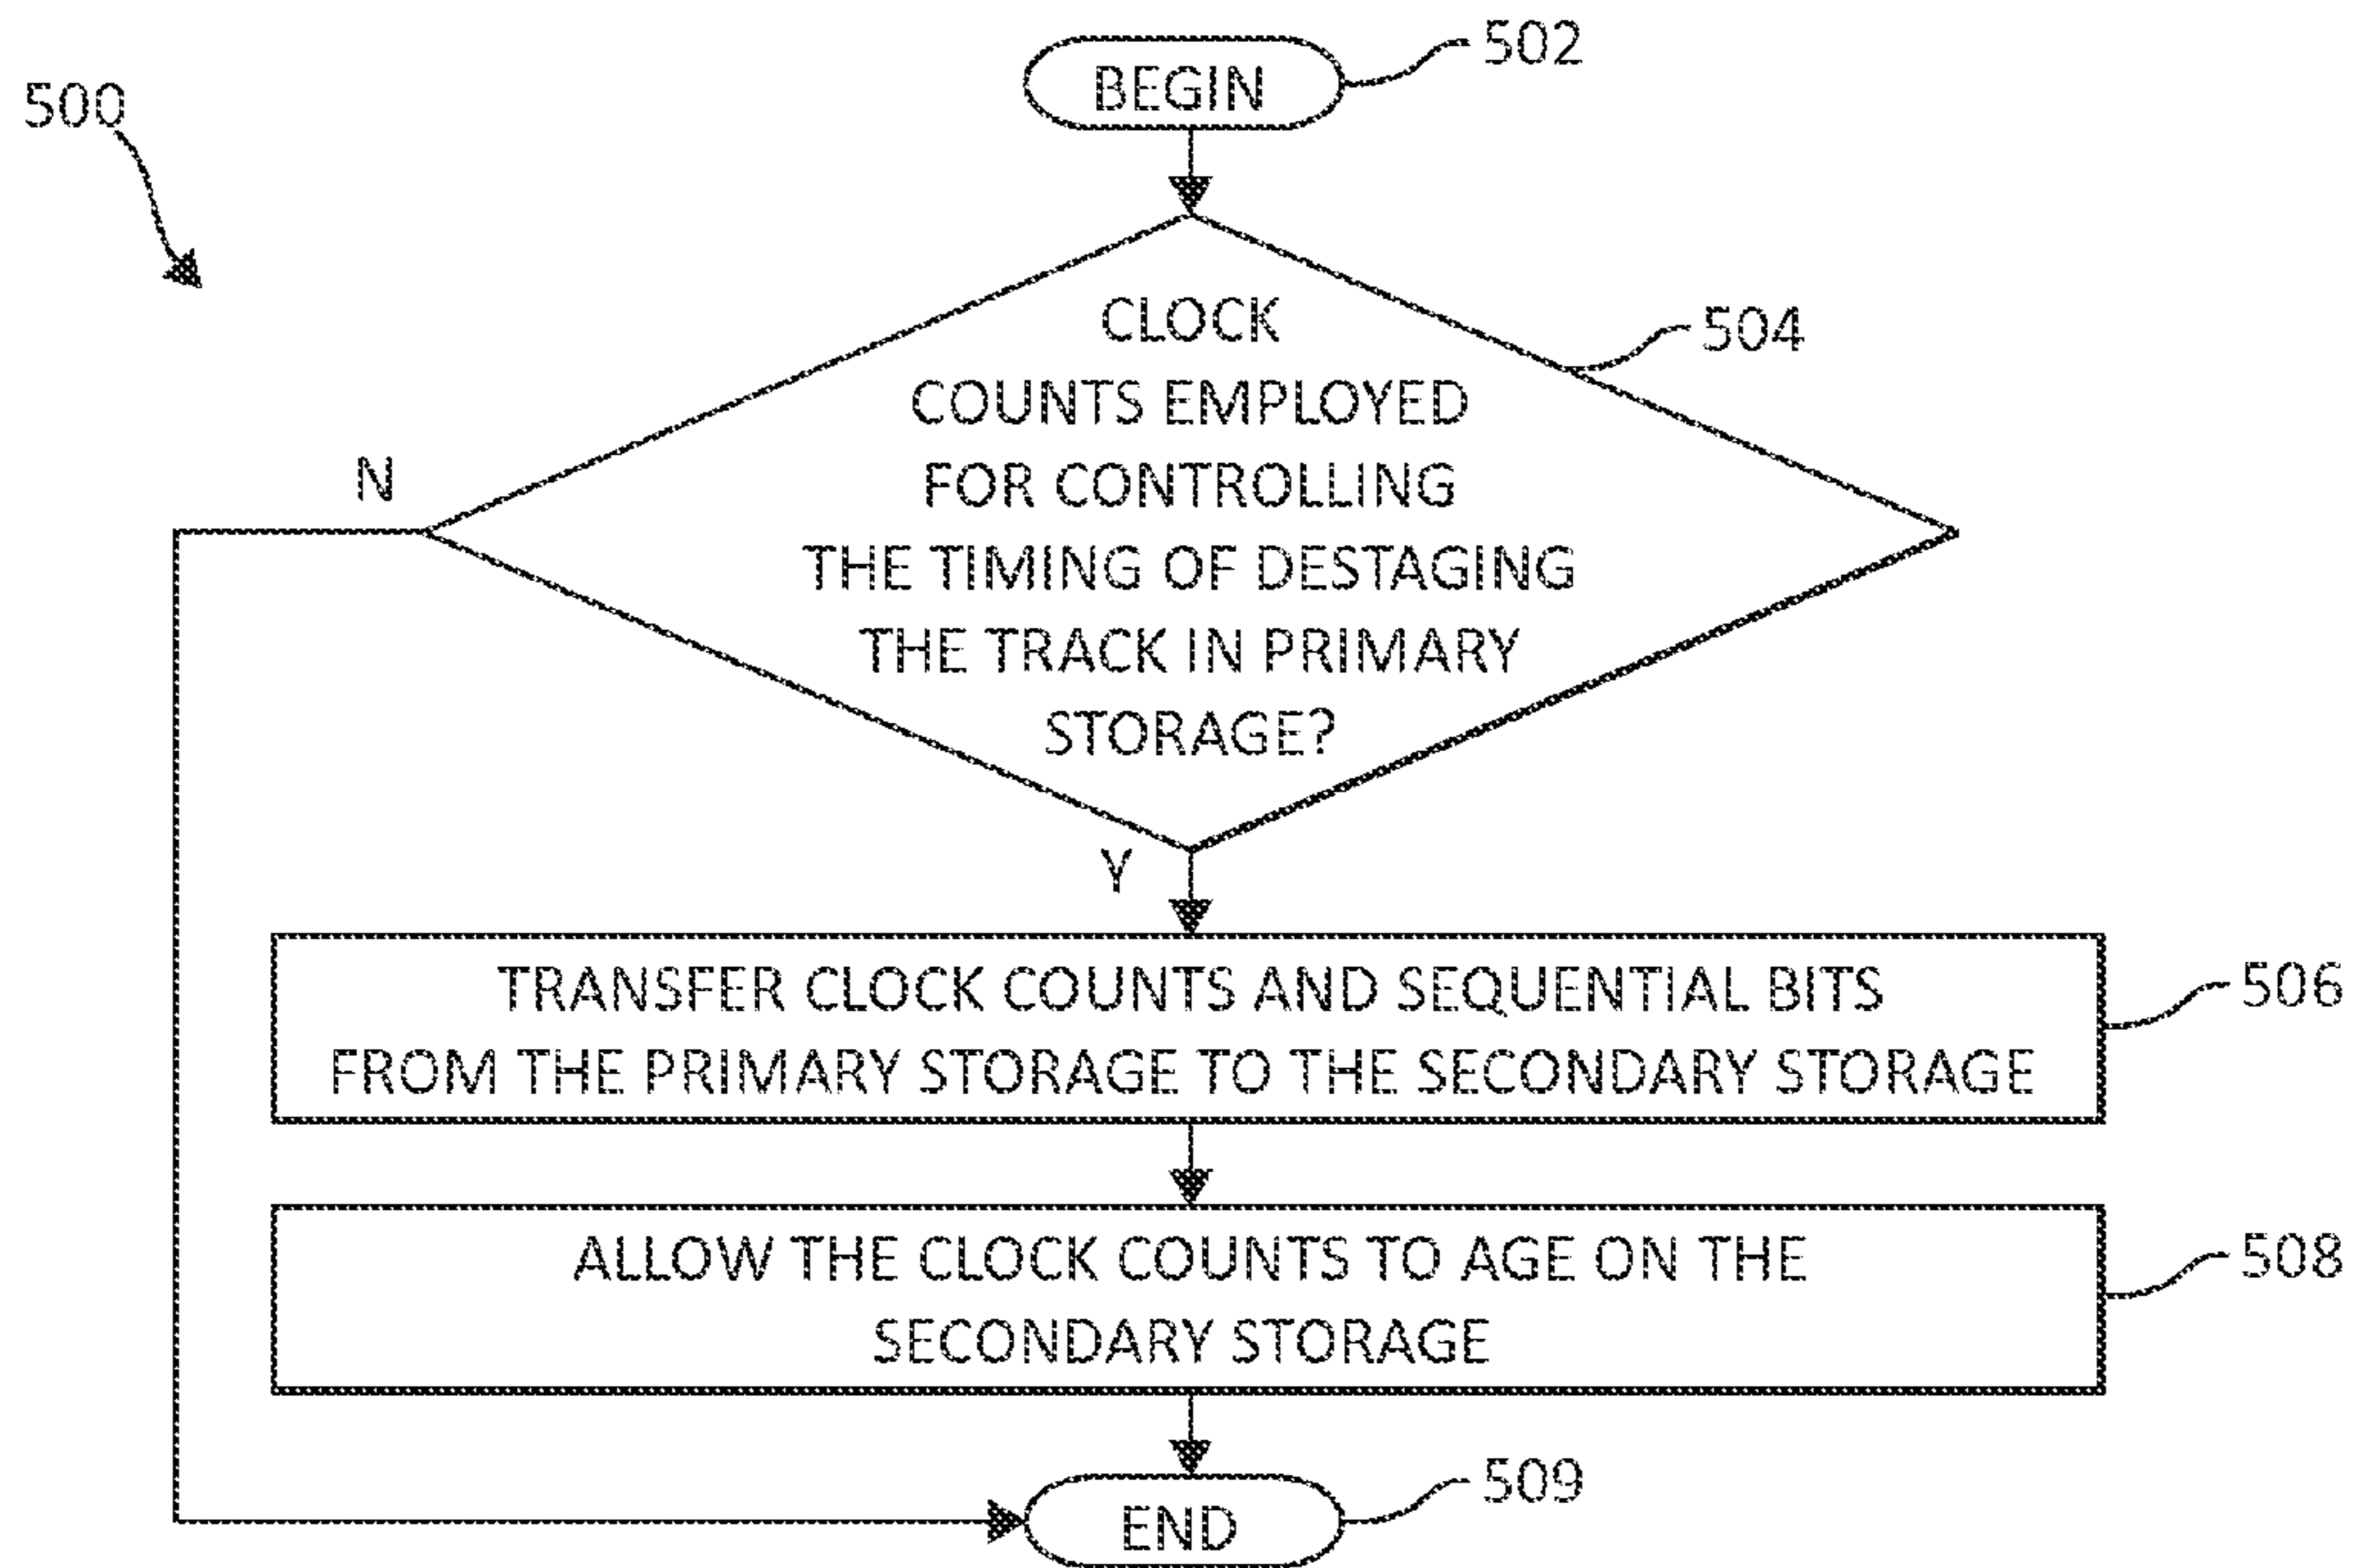 502
BEGIN
500
504
CLOCK
COUNTS EMPLOYED
FOR CONTROLLING
THE TIMING OF DESTAGING
THE TRACK IN PRIMARY
STORAGE?
N
Y
TRANSFER CLOCK COUNTS AND SEQUENTIAL BITS
FROM THE PRIMARY STORAGE TO THE SECONDARY STORAGE
506
ALLOW THE CLOCK COUNTS TO AGE ON THE
SECONDARY STORAGE
508
END
509